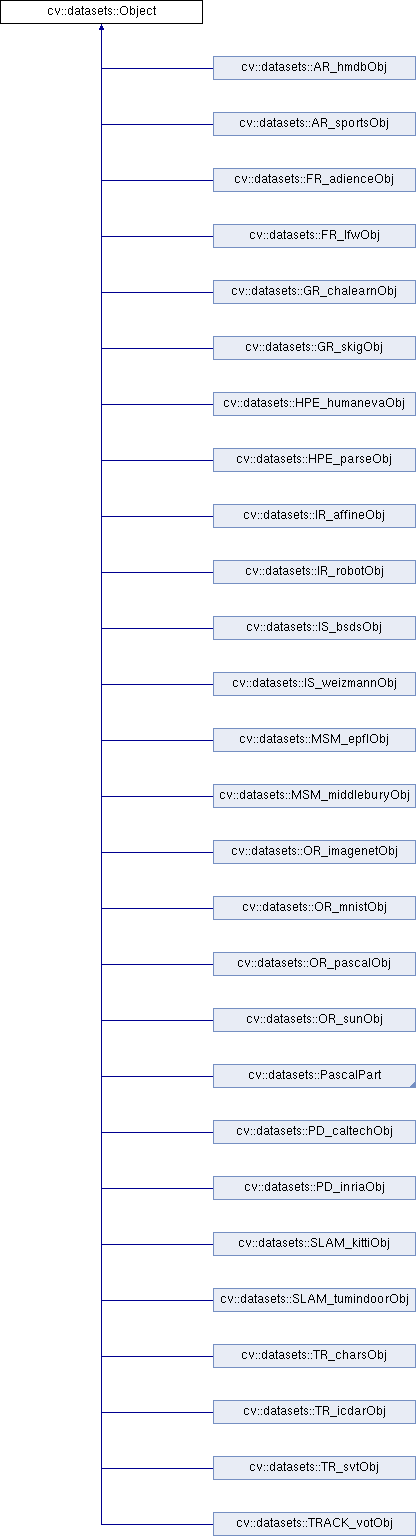 cv::datasets::Object
cv::datasets::AR_hmdbObj
cv::datasets::AR_sportsObj
cv::datasets::FR_adienceObj
cv::datasets::FR_lfwObj
cv::datasets::GR_chalearnObj
cv::datasets::GR_skigObj
cv::datasets::HPE_humanevaObj
cv::datasets::HPE_parseObj
cv::datasets::IR_affineObj
cv::datasets::IR_robotObj
cv::datasets::IS_bsdsObj
cv::datasets::IS_weizmannObj
cv::datasets::MSM_epflObj
cv::datasets::MSM_middleburyObj
cv::datasets::OR_imagenetObj
cv::datasets::OR_mnistObj
cv::datasets::OR_pascalObj
cv::datasets::OR_sunObj
cv::datasets::PascalPart
cv::datasets::PD_caltechObj
cv::datasets::PD_inriaObj
cv::datasets::SLAM_kittiObj
cv::datasets::SLAM_tumindoorObj
cv::datasets::TR_charsObj
cv::datasets::TR_icdarObj
cv::datasets::TR_svtObj
cv::datasets::TRACK_votObj